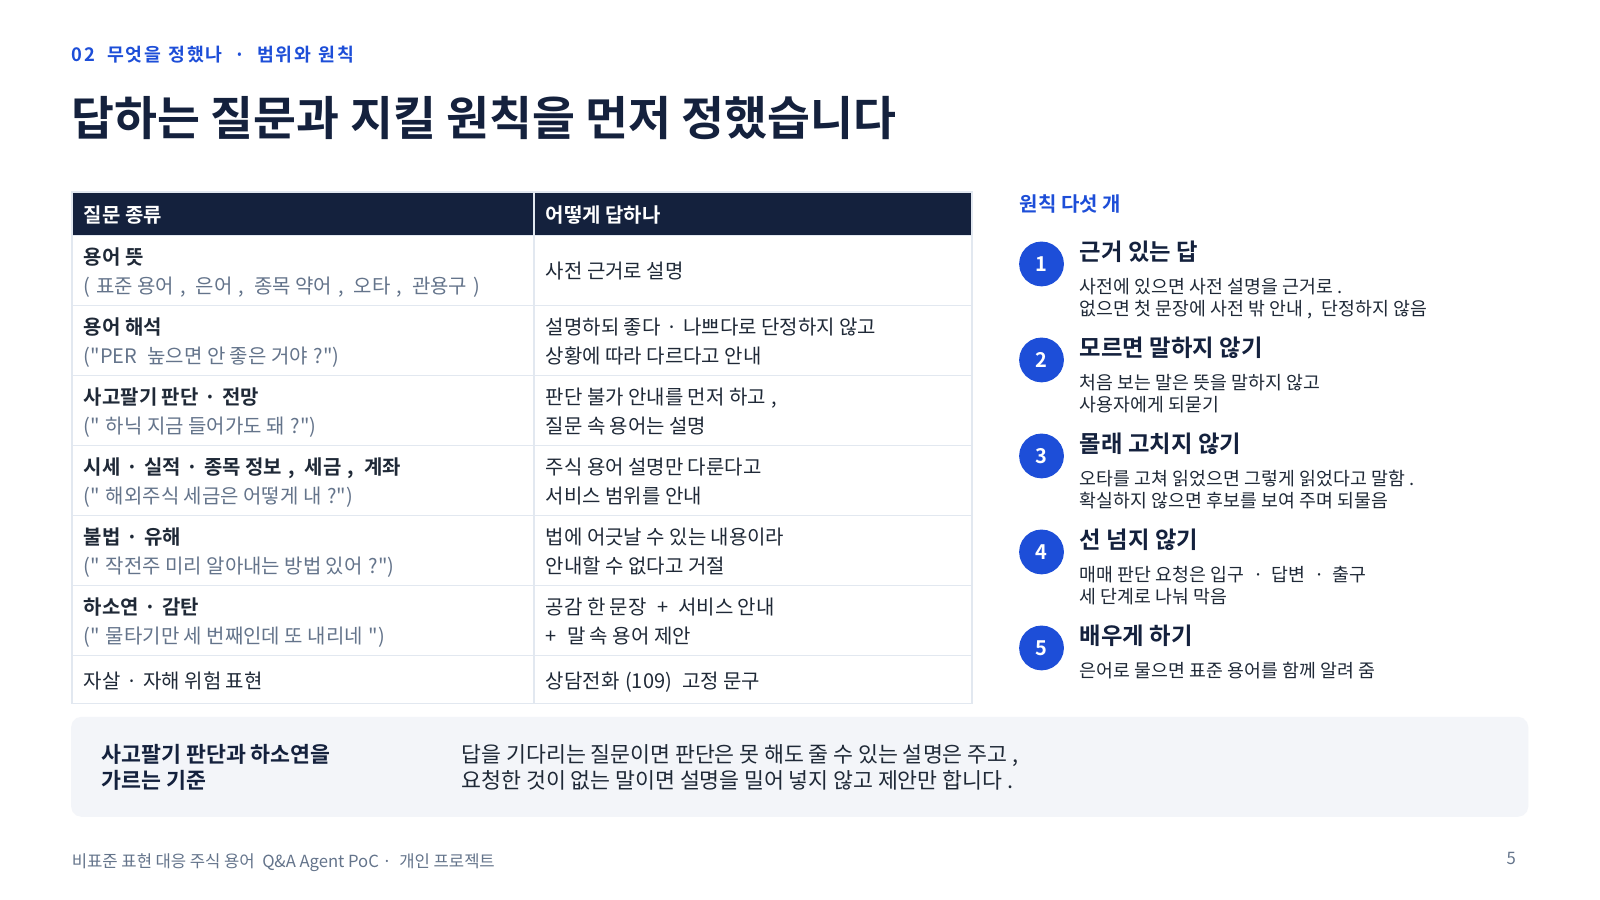 02 무엇을 정했나 · 범위와 원칙
답하는 질문과 지킬 원칙을 먼저 정했습니다
질문 종류
어떻게 답하나
용어 뜻
( 표준 용어 , 은어 , 종목 약어 , 오타 , 관용구 )
사전 근거로 설명
용어 해석
("PER 높으면 안 좋은 거야 ?")
설명하되 좋다 · 나쁘다로 단정하지 않고
상황에 따라 다르다고 안내
사고팔기 판단 · 전망
(" 하닉 지금 들어가도 돼 ?")
판단 불가 안내를 먼저 하고 ,
질문 속 용어는 설명
시세 · 실적 · 종목 정보 , 세금 , 계좌
(" 해외주식 세금은 어떻게 내 ?")
주식 용어 설명만 다룬다고
서비스 범위를 안내
불법 · 유해
(" 작전주 미리 알아내는 방법 있어 ?")
법에 어긋날 수 있는 내용이라
안내할 수 없다고 거절
하소연 · 감탄
(" 물타기만 세 번째인데 또 내리네 ")
공감 한 문장 + 서비스 안내
+ 말 속 용어 제안
자살 · 자해 위험 표현
상담전화 (109) 고정 문구
원칙 다섯 개
1
근거 있는 답
사전에 있으면 사전 설명을 근거로 .
없으면 첫 문장에 사전 밖 안내 , 단정하지 않음
2
모르면 말하지 않기
처음 보는 말은 뜻을 말하지 않고
사용자에게 되묻기
3
몰래 고치지 않기
오타를 고쳐 읽었으면 그렇게 읽었다고 말함 .
확실하지 않으면 후보를 보여 주며 되물음
4
선 넘지 않기
매매 판단 요청은 입구 · 답변 · 출구
세 단계로 나눠 막음
5
배우게 하기
은어로 물으면 표준 용어를 함께 알려 줌
사고팔기 판단과 하소연을
가르는 기준
답을 기다리는 질문이면 판단은 못 해도 줄 수 있는 설명은 주고 ,
요청한 것이 없는 말이면 설명을 밀어 넣지 않고 제안만 합니다 .
비표준 표현 대응 주식 용어 Q&A Agent PoC · 개인 프로젝트
5